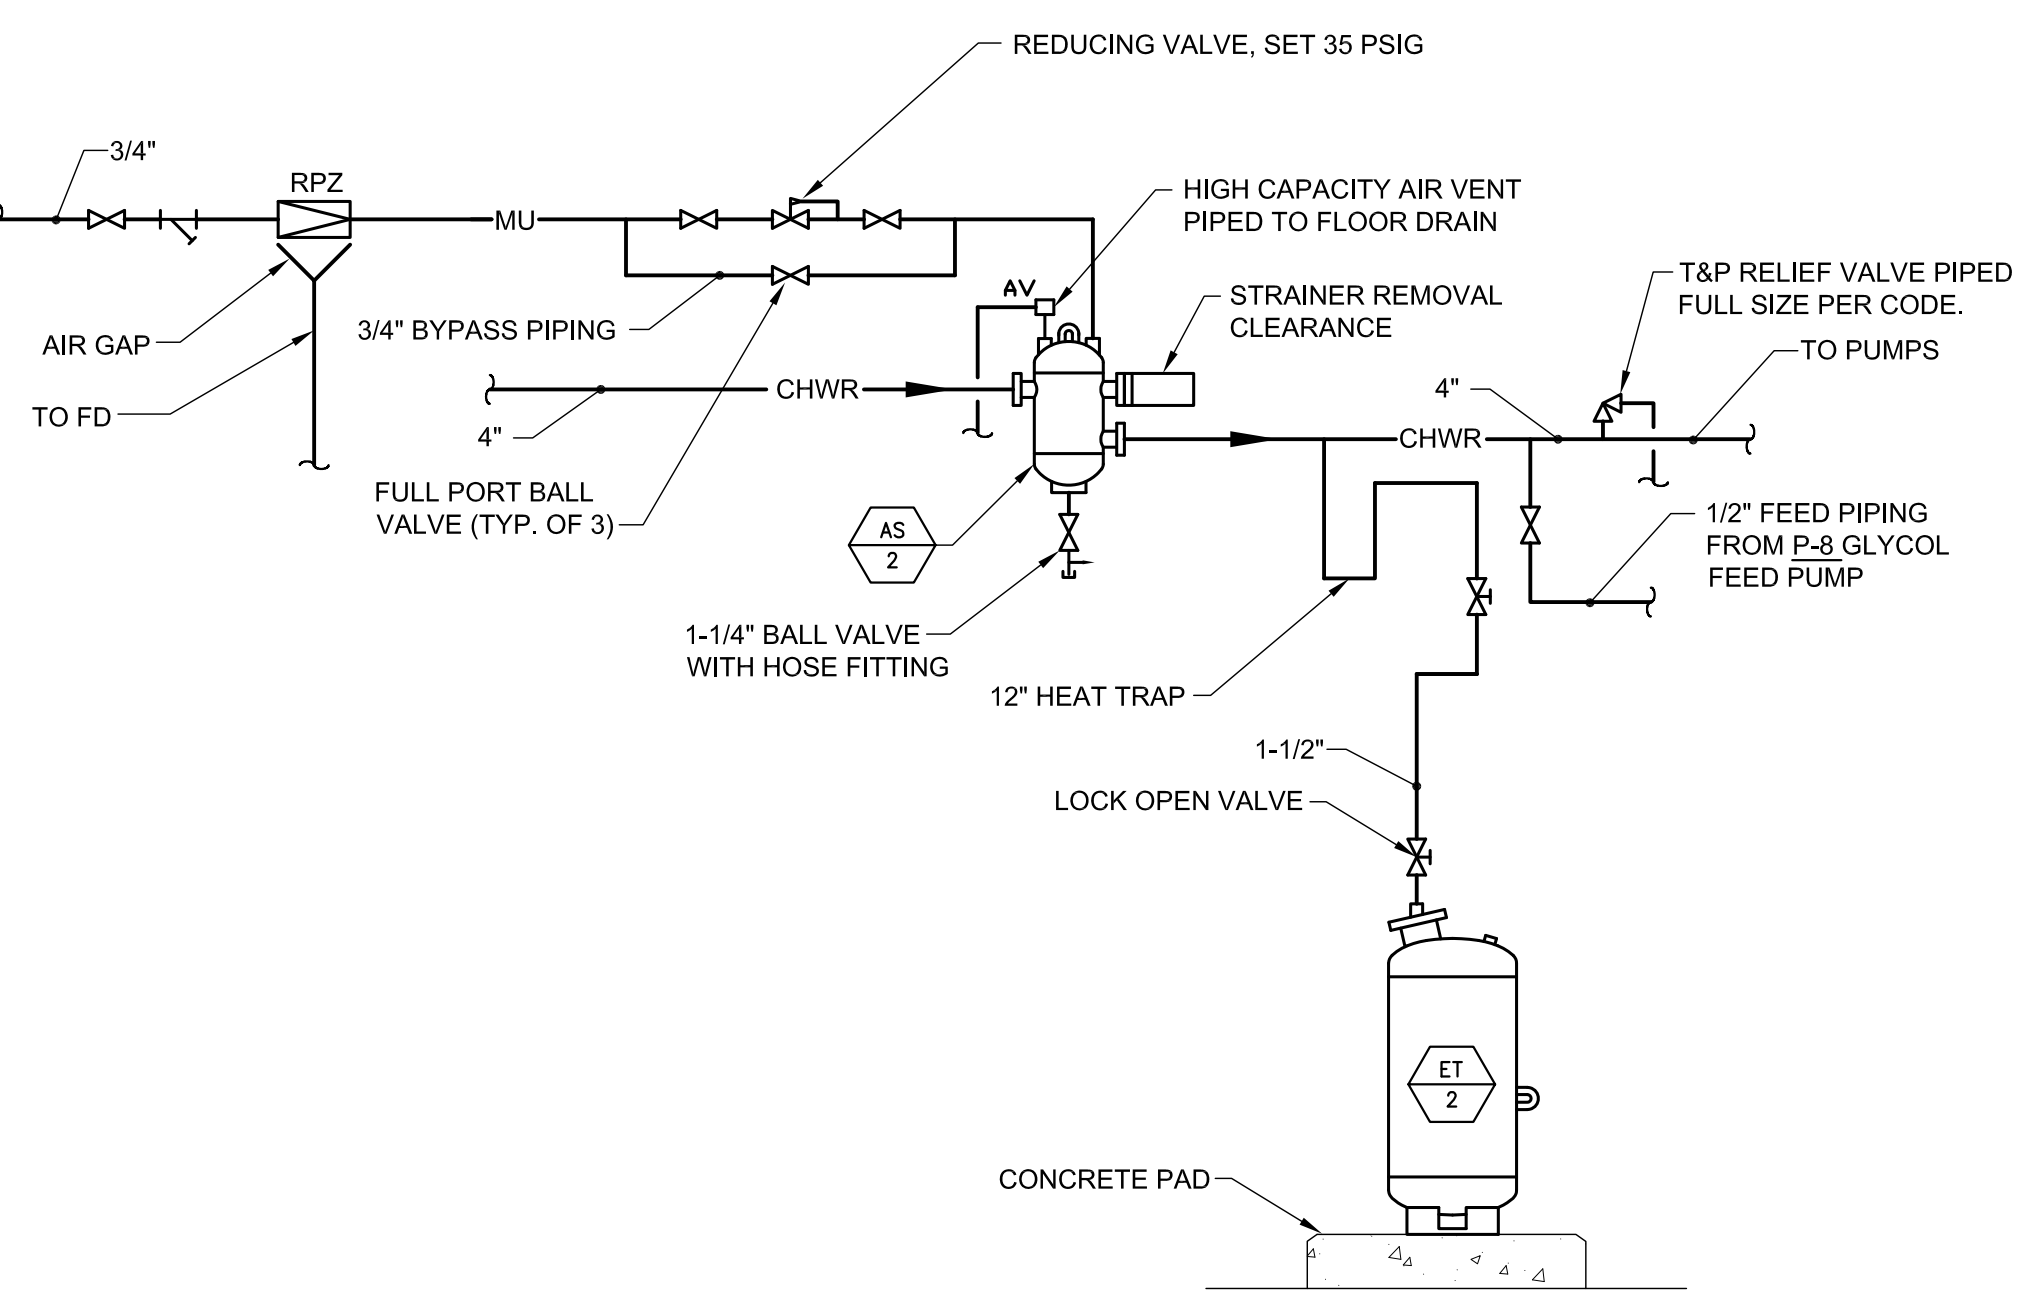 REDUCING VALVE, SET 35 PSIG
3/4"
RPZ
MU
HIGH CAPACITY AIR VENT
PIPED TO FLOOR DRAIN
AIR GAP
TO FD
3/4" BYPASS PIPING
AV
STRAINER REMOVAL
CLEARANCE
T&P RELIEF VALVE PIPED
FULL SIZE PER CODE.
TO PUMPS
CHWR
4"
4"
CHWR
FULL PORT BALL
VALVE (TYP. OF 3)
AS
2
1/2" FEED PIPING
FROM P-8 GLYCOL
FEED PUMP
1-1/4" BALL VALVE
WITH HOSE FITTING
12" HEAT TRAP
1-1/2"
LOCK OPEN VALVE
ET
2
CONCRETE PAD